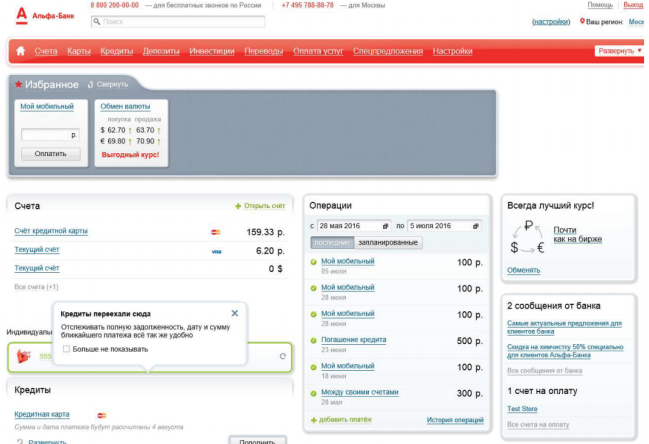 8 800 200-00-00 — для бесплатных звонков по России +7 495 788-88-78 — для Москвы
Помощь Выход
Альфа-Банк
Поиск
(настройки) Ваш регион: Моск
Счета Карты Кредиты Депозиты Инвестиции Переводы Оплата услуг Спецпредложения Настройки
Развернуть
Избранное Свернуть
Мой мобильный
р.
Оплатить
Обмен валюты
покупка продажа
$ 62.70 ↑ 63.70 ↑
€ 69.80 ↑ 70.90 ↑
Выгодный курс!
Счета
+ Открыть счёт
Счёт кредитной карты 159.33 р.
Текущий счёт VISA 6.20 р.
Текущий счёт 0 $
Все счета (+1)
Кредиты переехали сюда
Отслеживать полную задолженность, дату и сумму
ближайшего платежа всё так же удобно
Больше не показывать
Индивидуаль
555
Кредиты
Кредитная карта
Сумма и дата платежа будут рассчитаны 4 августа
Развернуть
Пополнить
Операции
с 28 мая 2016 по 5 июля 2016
последние запланированные
Мой мобильный 100 р.
05 июля
Мой мобильный 100 р.
28 июня
Мой мобильный 100 р.
28 июня
Погашение кредита 500 р.
23 июня
Мой мобильный 100 р.
18 июня
Между своими счетами 300 р.
28 мая
+ добавить платёж
История операций
Всегда лучший курс!
₽
$ €
Почти
как на бирже
Обменять
2 сообщения от банка
Самые актуальные предложения для
клиентов банка
Скидка на химчистку 50% специально
для клиентов Альфа-Банка
Все сообщения от банка
1 счет на оплату
Test Store
Все счета на оплату